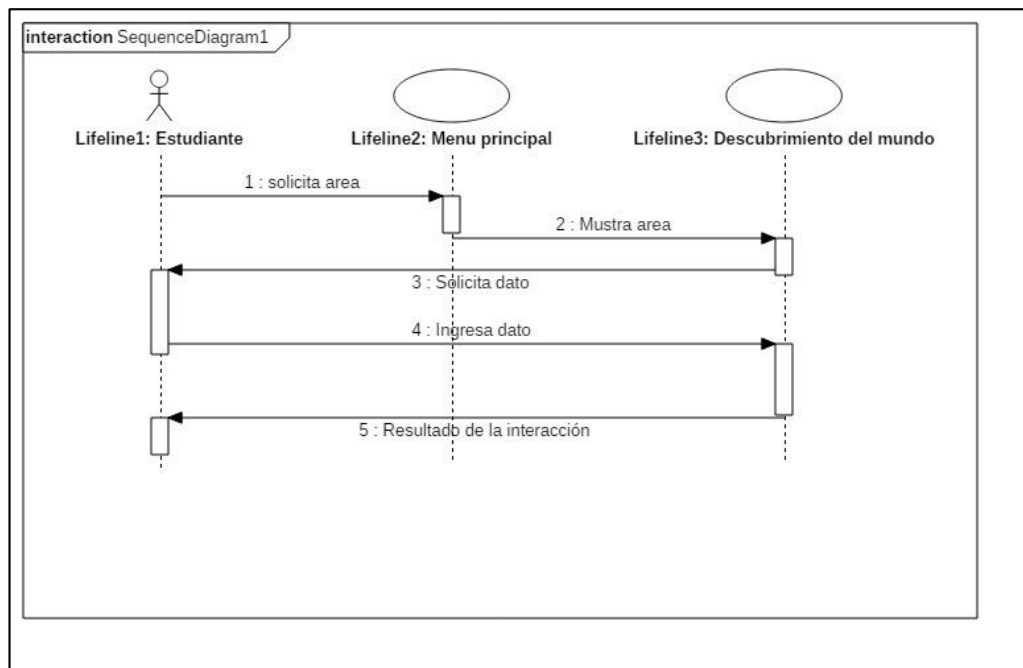 interaction SequenceDiagram1
Lifeline1: Estudiante
Lifeline2: Menu principal
Lifeline3: Descubrimiento del mundo
1 : solicita area
2 : Mustra area
3 : Solicita dato
4 : Ingresa dato
5 : Resultado de la interacción